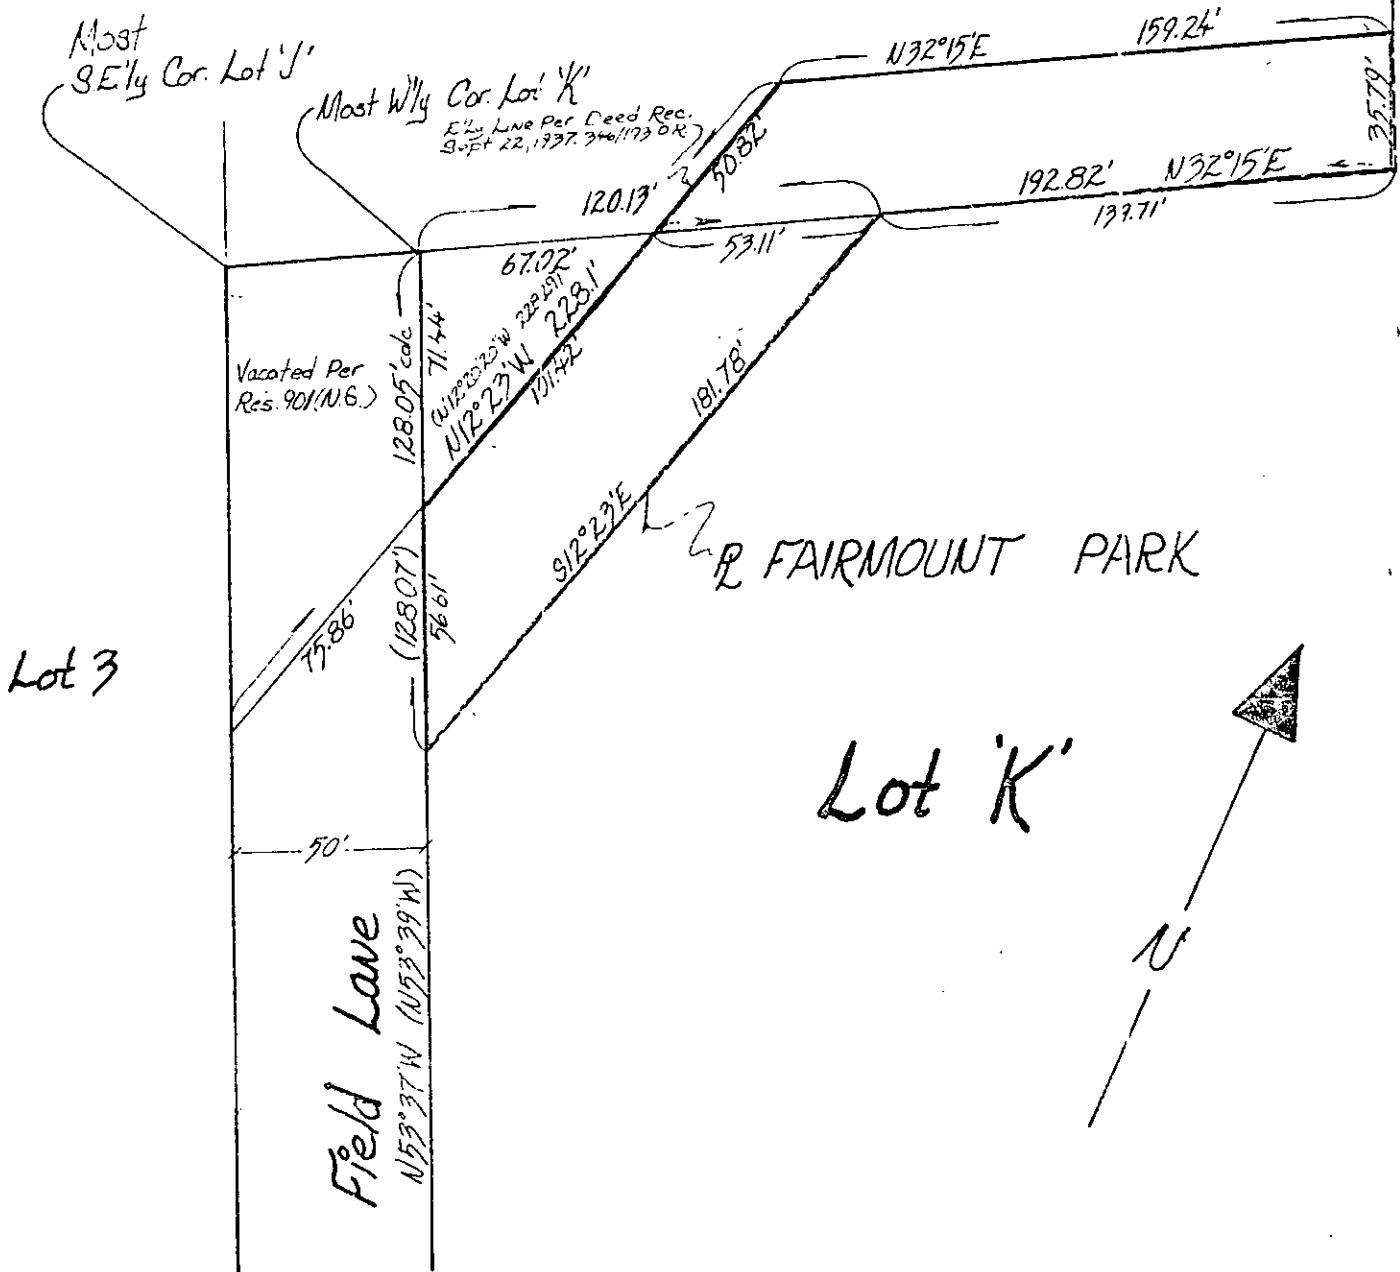 Most
S.E'ly Cor. Lot 'J'
Most W'ly Cor. Lot 'K'
E'ly Line Per Deed Rec.
Sept 22, 1937. 346/173 O.R.
N32°15'E
159.24'
35.79'
50.82'
120.13'
192.82'
N32°15'E
139.71'
53.11'
67.02'
228.1'
N12°23'W
101.42'
71.44'
128.05' calc
Vacated Per
Res. 901 (N.S.)
181.78'
S12°23'E
PL FAIRMOUNT PARK
(128.07')
56.61'
75.86'
Lot 3
Lot 'K'
50'
Field Lane
N53°37'W (N53°39'W)
N